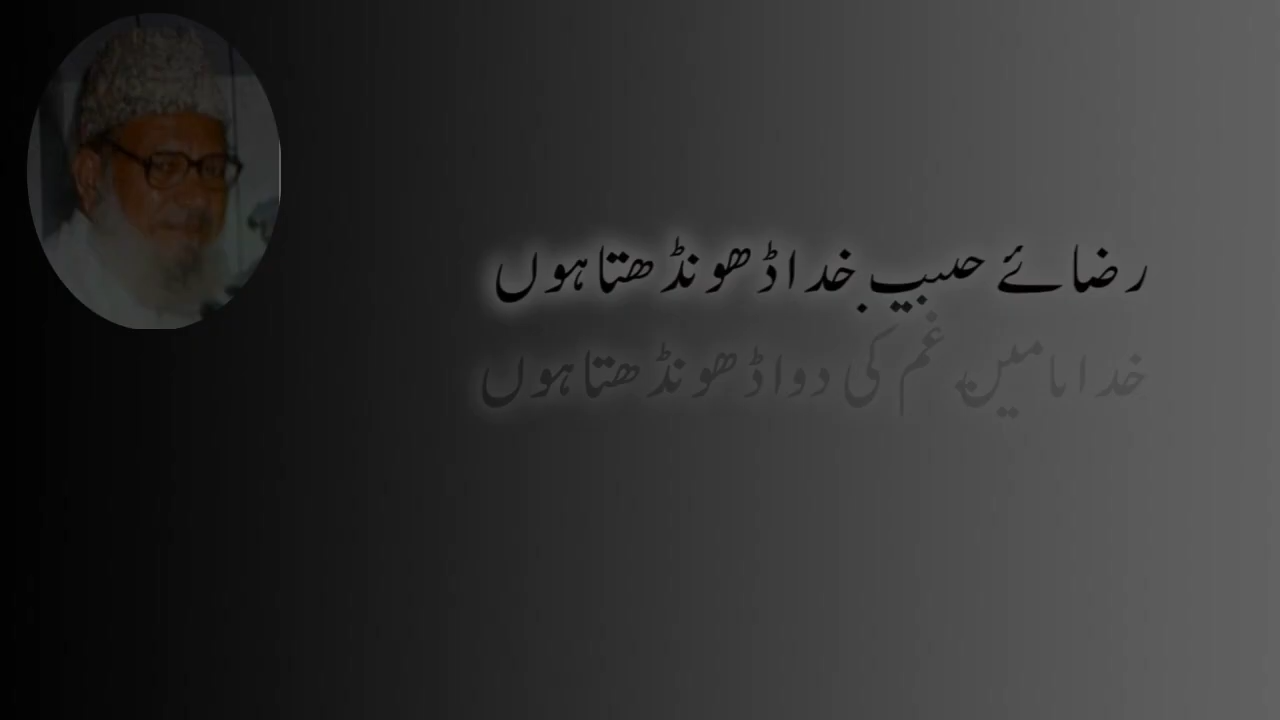 رضائے حبیبِ خدا ڈھونڈھتا ہوں
خدایا میں غم کی دوا ڈھونڈھتا ہوں